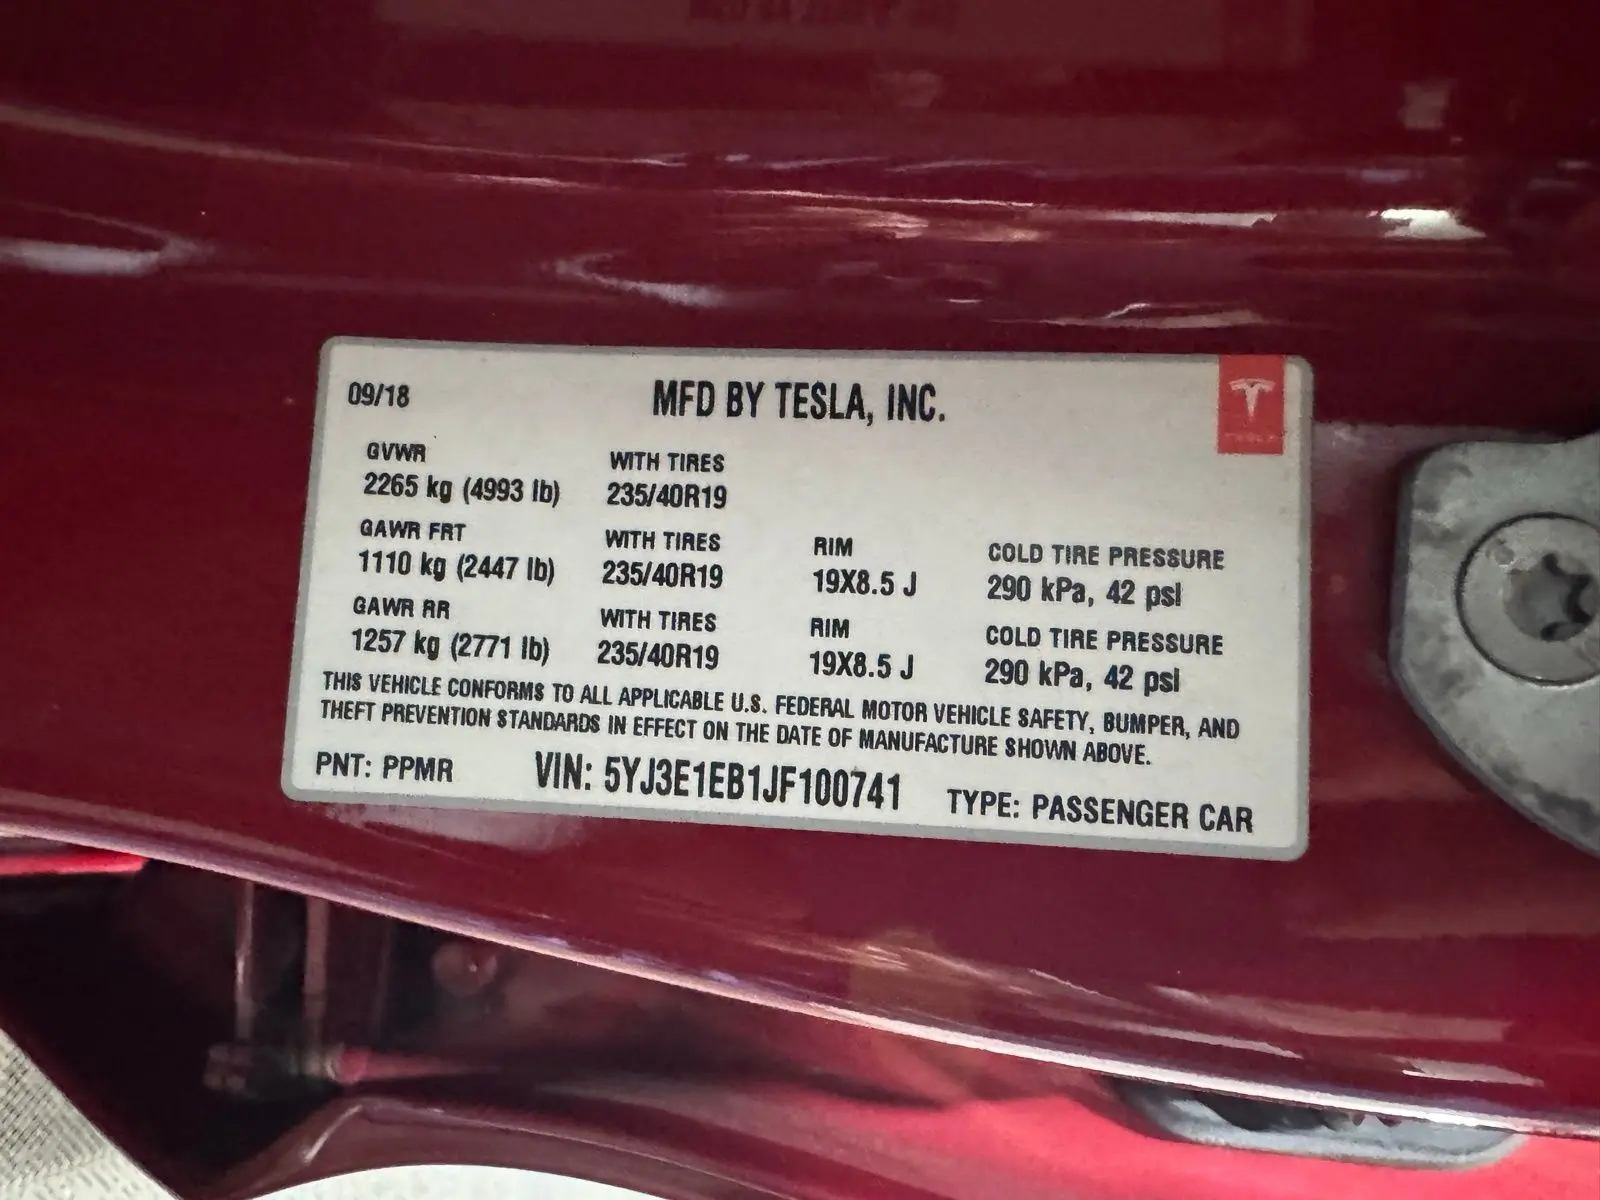 09/18
MFD BY TESLA, INC.
GVWR
2265 kg (4993 lb)
WITH TIRES
235/40R19
GAWR FRT
1110 kg (2447 lb)
WITH TIRES
235/40R19
RIM
19X8.5 J
COLD TIRE PRESSURE
290 kPa, 42 psi
GAWR RR
1257 kg (2771 lb)
WITH TIRES
235/40R19
RIM
19X8.5 J
COLD TIRE PRESSURE
290 kPa, 42 psi
THIS VEHICLE CONFORMS TO ALL APPLICABLE U.S. FEDERAL MOTOR VEHICLE SAFETY, BUMPER, AND
THEFT PREVENTION STANDARDS IN EFFECT ON THE DATE OF MANUFACTURE SHOWN ABOVE.
PNT: PPMR
VIN: 5YJ3E1EB1JF100741
TYPE: PASSENGER CAR